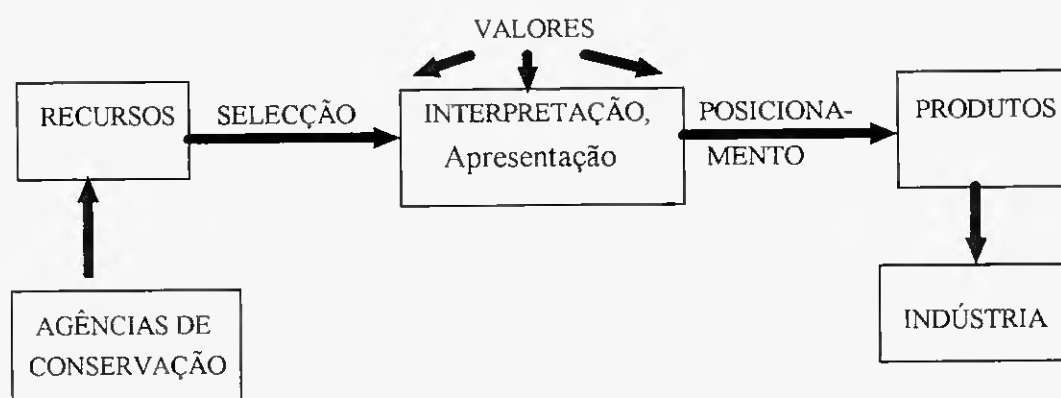 VALORES
RECURSOS
SELECÇÃO
INTERPRETAÇÃO,
Apresentação
POSICIONA-
MENTO
PRODUTOS
AGÊNCIAS DE
CONSERVAÇÃO
INDÚSTRIA